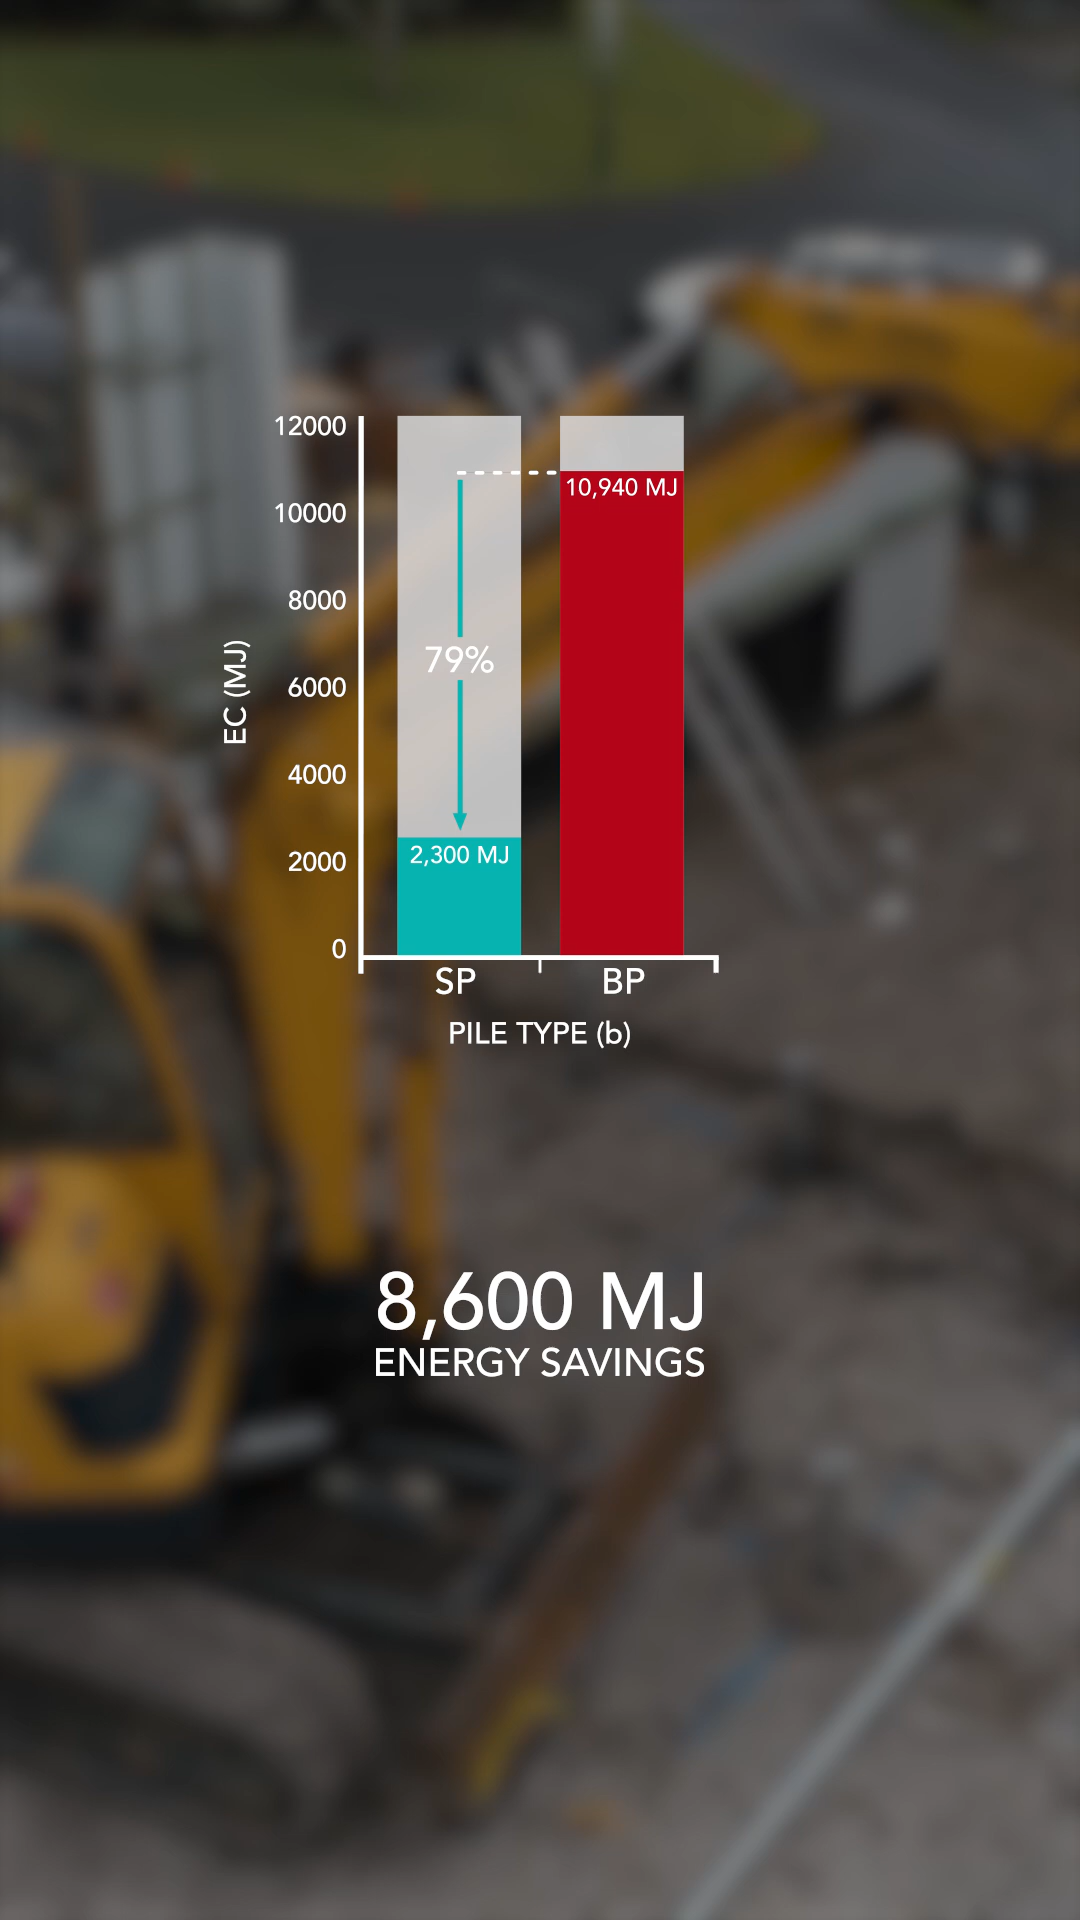 12000
10000
8000
6000
4000
2000
0
EC (MJ)
10,940 MJ
79%
2,300 MJ
SP BP
PILE TYPE (b)
8,600 MJ
ENERGY SAVINGS